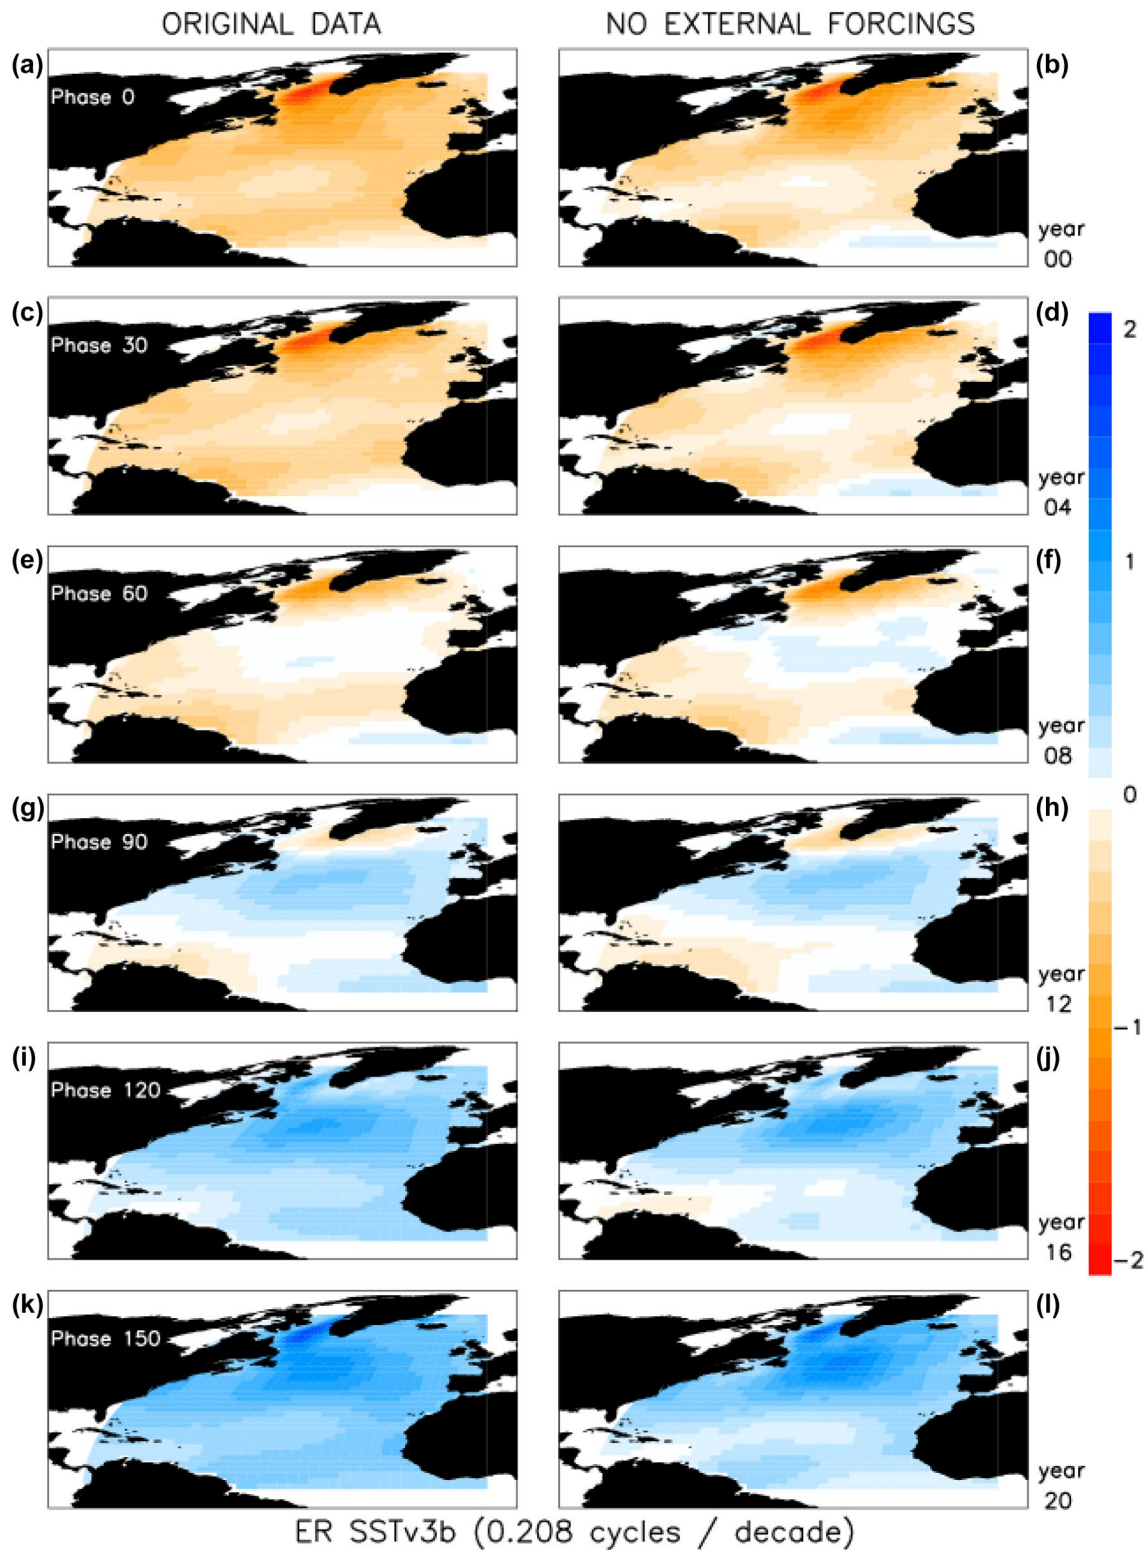 ORIGINAL DATA
NO EXTERNAL FORCINGS
(a)
Phase 0
(b)
year
00
(c)
Phase 30
(d)
year
04
(e)
Phase 60
(f)
year
08
(g)
Phase 90
(h)
year
12
(i)
Phase 120
(j)
year
16
(k)
Phase 150
(l)
year
20
2
1
0
-1
-2
ER SSTv3b (0.208 cycles / decade)